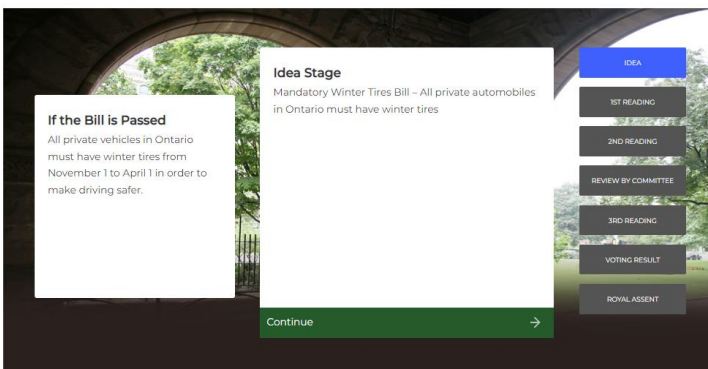 If the Bill is Passed
All private vehicles in Ontario
must have winter tires from
November 1 to April 1 in order to
make driving safer.
Idea Stage
Mandatory Winter Tires Bill – All private automobiles
in Ontario must have winter tires
Continue
IDEA
1ST READING
2ND READING
REVIEW BY COMMITTEE
3RD READING
VOTING RESULT
ROYAL ASSENT